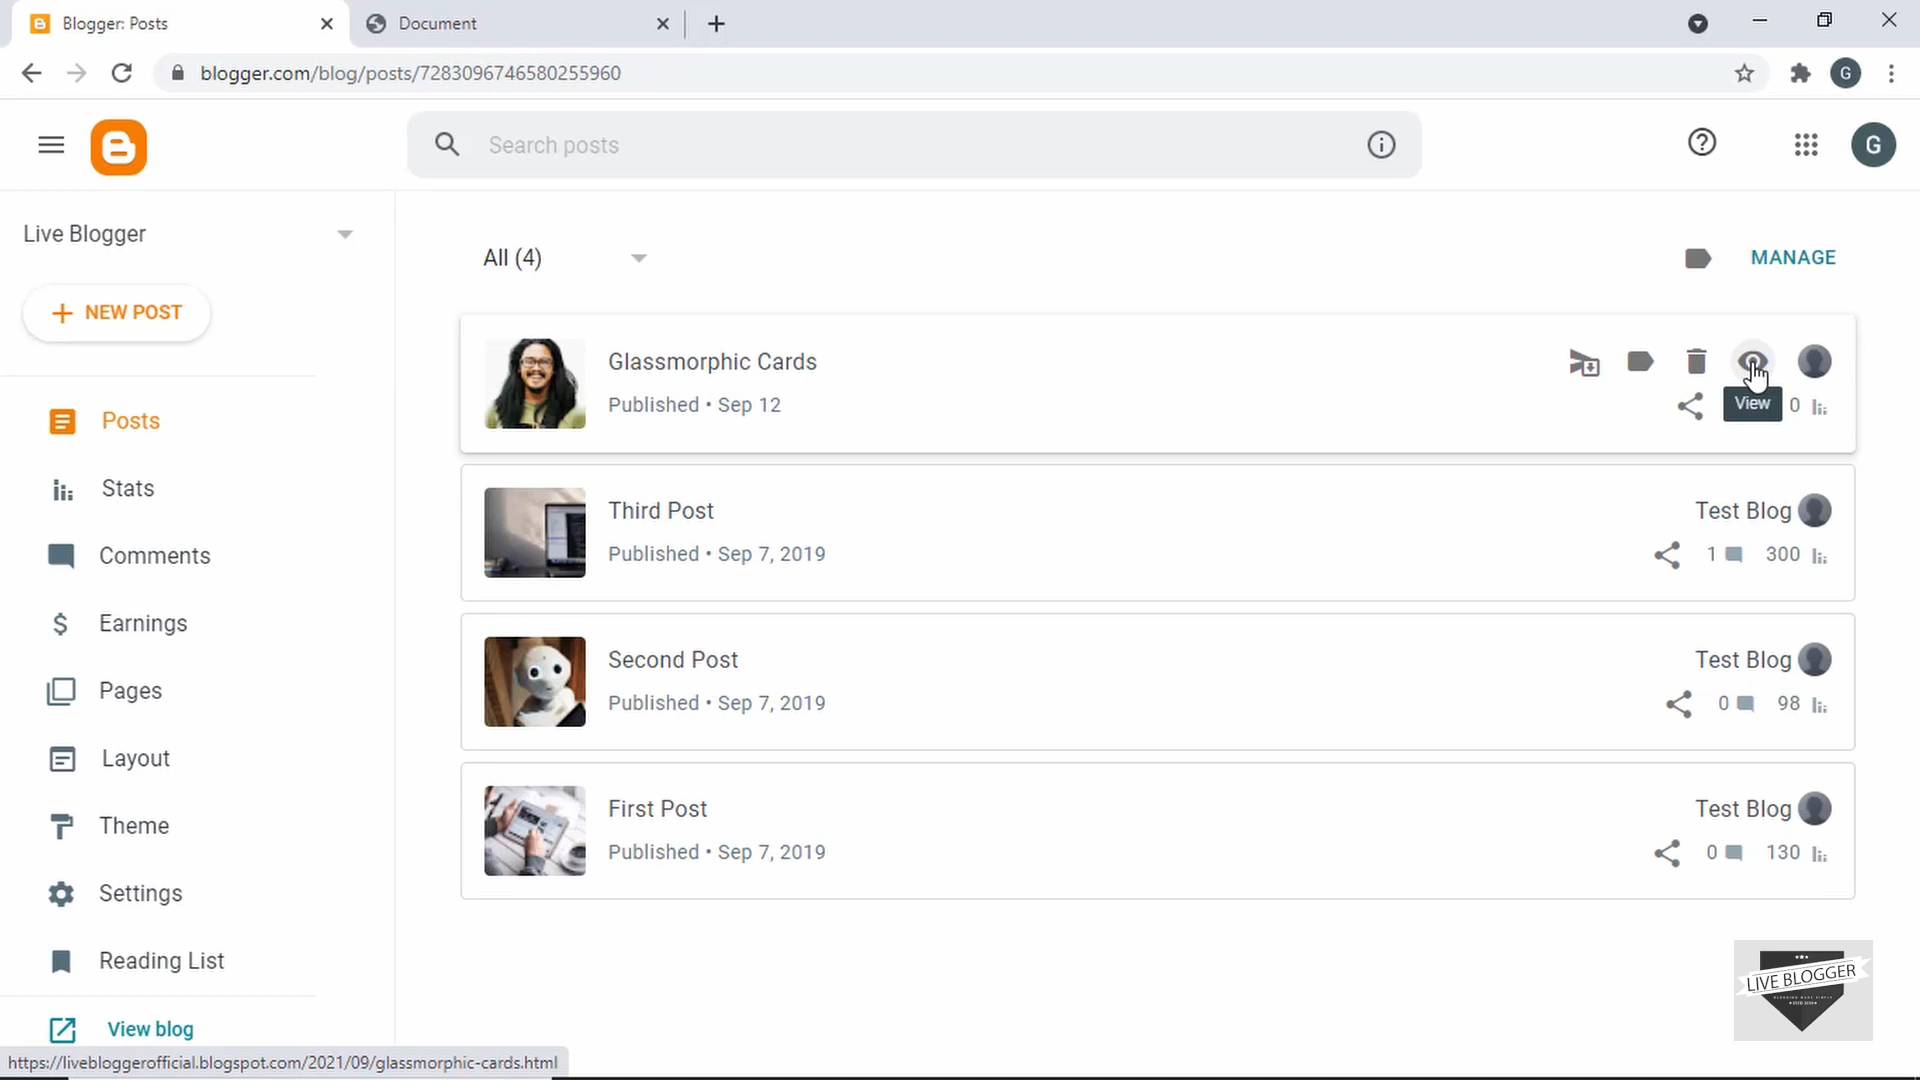 Blogger: Posts
Document
blogger.com/blog/posts/7283096746580255960
G
Search posts
G
Live Blogger
NEW POST
Posts
Stats
Comments
Earnings
Pages
Layout
Theme
Settings
Reading List
View blog
All (4)
MANAGE
Glassmorphic Cards
Published • Sep 12
View
0
Third Post
Published • Sep 7, 2019
Test Blog
1
300
Second Post
Published • Sep 7, 2019
Test Blog
0
98
First Post
Published • Sep 7, 2019
Test Blog
0
130
LIVE BLOGGER
https://livebloggerofficial.blogspot.com/2021/09/glassmorphic-cards.html